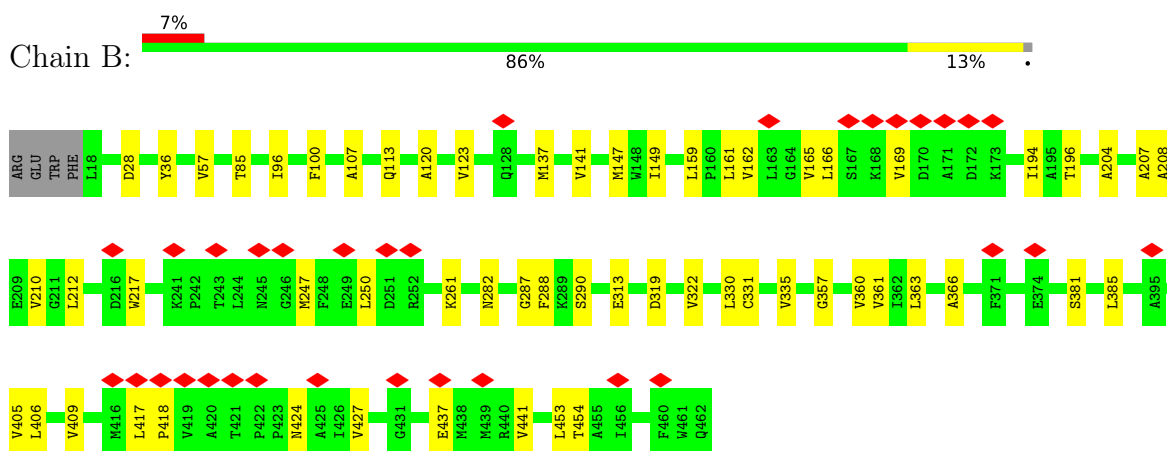 7%
Chain B:
86% 13% •
ARG GLU TRP PHE L18 D28 Y36 V57 T85 I96 F100 A107 Q113 A120 V123 Q128 M137 V141 M147 W148 I149 L159 P160 L161 V162 L163 G164 V165 L166 S167 K168 V169 D170 A171 D172 K173 I194 A195 T196 A204 A207 A208
E209 V210 G211 L212 D216 W217 K241 P242 T243 L244 N245 G246 M247 F248 E249 L250 D251 R252 K261 N282 G287 F288 K289 S290 E313 D319 V322 L330 C331 V335 G357 V360 V361 I362 L363 A366 F371 E374 S381 L385 A395
V405 L406 V409 M416 L417 P418 V419 A420 T421 P422 P423 N424 A425 I426 V427 G431 E437 M438 M439 R440 V441 L453 T454 A455 I456 F460 W461 Q462